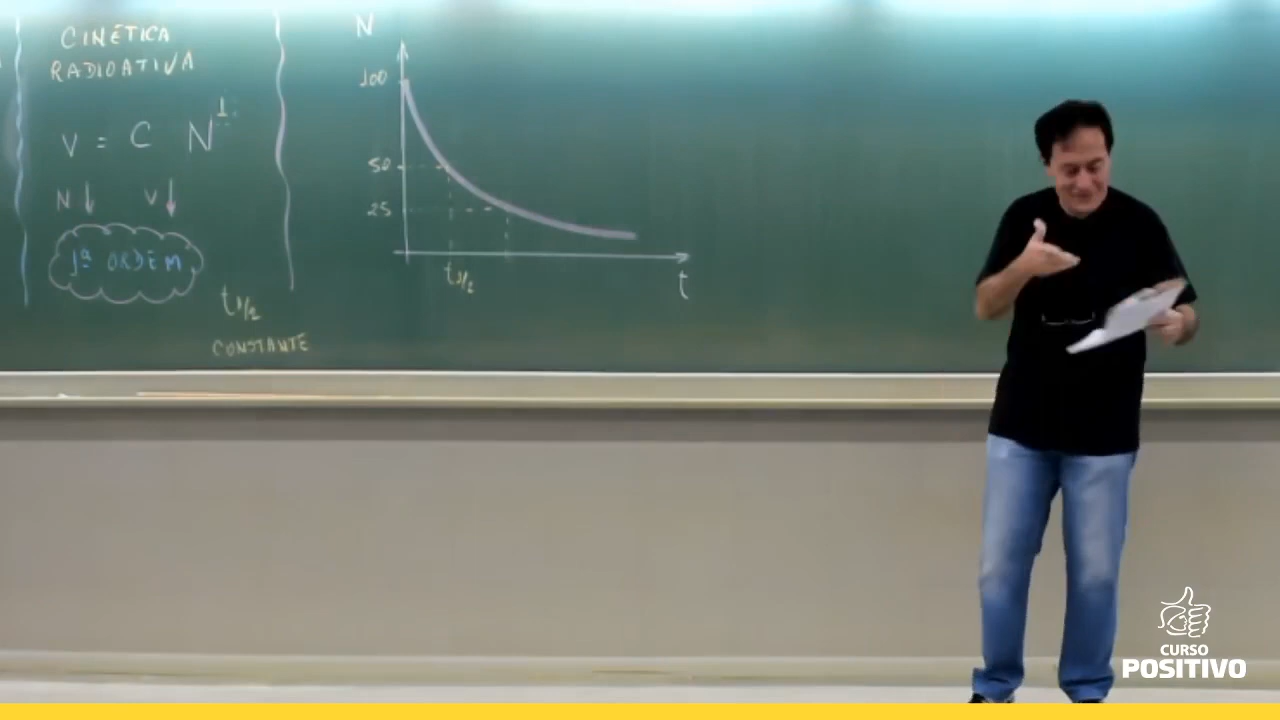 CINÉTICA
RADIOATIVA
V = C N¹
N↓ V↓
1ª ORDEM
t1/2
CONSTANTE
N
100
50
25
t1/2
t
CURSO
POSITIVO